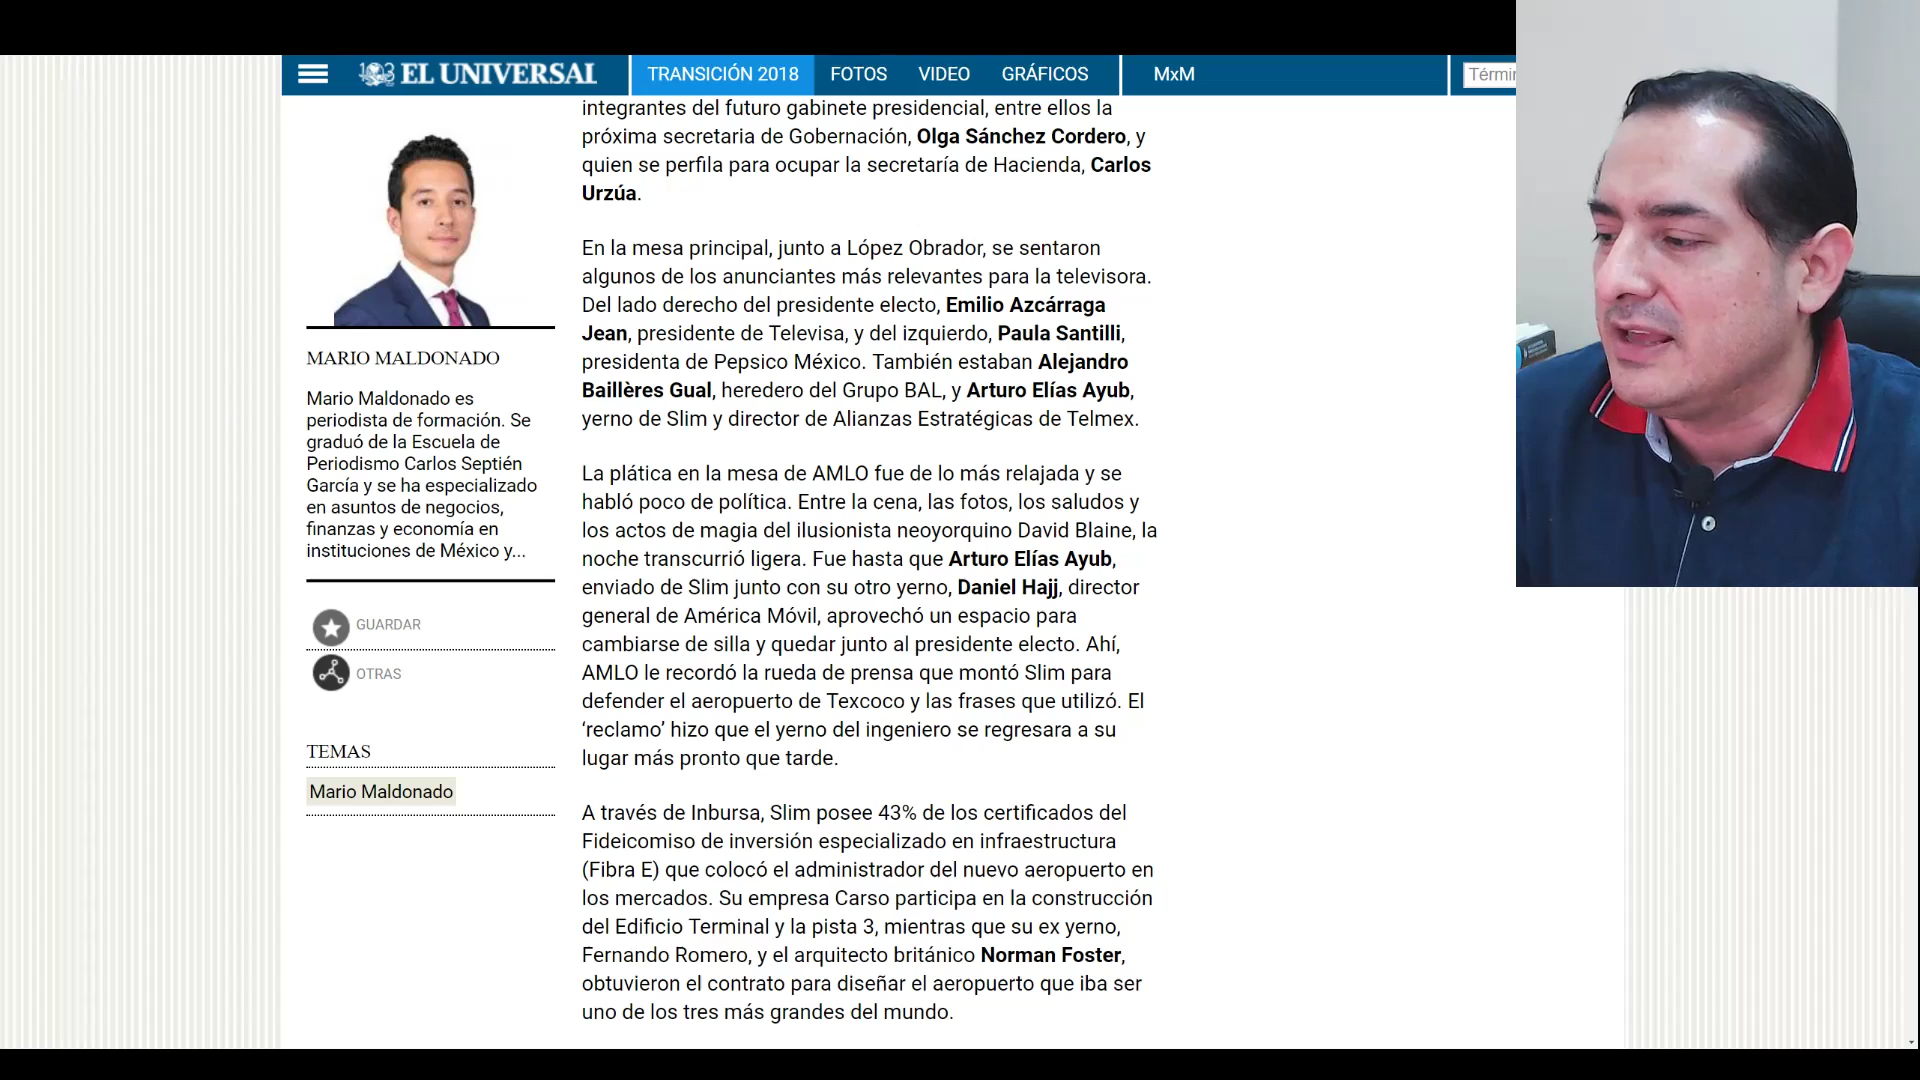 EL UNIVERSAL
TRANSICIÓN 2018
FOTOS
VIDEO
GRÁFICOS
MxM
integrantes del futuro gabinete presidencial, entre ellos la
próxima secretaria de Gobernación, Olga Sánchez Cordero, y
quien se perfila para ocupar la secretaría de Hacienda, Carlos
Urzúa.
En la mesa principal, junto a López Obrador, se sentaron
algunos de los anunciantes más relevantes para la televisora.
Del lado derecho del presidente electo, Emilio Azcárraga
Jean, presidente de Televisa, y del izquierdo, Paula Santilli,
presidenta de Pepsico México. También estaban Alejandro
Baillères Gual, heredero del Grupo BAL, y Arturo Elías Ayub,
yerno de Slim y director de Alianzas Estratégicas de Telmex.
La plática en la mesa de AMLO fue de lo más relajada y se
habló poco de política. Entre la cena, las fotos, los saludos y
los actos de magia del ilusionista neoyorquino David Blaine, la
noche transcurrió ligera. Fue hasta que Arturo Elías Ayub,
enviado de Slim junto con su otro yerno, Daniel Hajj, director
general de América Móvil, aprovechó un espacio para
cambiarse de silla y quedar junto al presidente electo. Ahí,
AMLO le recordó la rueda de prensa que montó Slim para
defender el aeropuerto de Texcoco y las frases que utilizó. El
‘reclamo’ hizo que el yerno del ingeniero se regresara a su
lugar más pronto que tarde.
A través de Inbursa, Slim posee 43% de los certificados del
Fideicomiso de inversión especializado en infraestructura
(Fibra E) que colocó el administrador del nuevo aeropuerto en
los mercados. Su empresa Carso participa en la construcción
del Edificio Terminal y la pista 3, mientras que su ex yerno,
Fernando Romero, y el arquitecto británico Norman Foster,
obtuvieron el contrato para diseñar el aeropuerto que iba ser
uno de los tres más grandes del mundo.
MARIO MALDONADO
Mario Maldonado es
periodista de formación. Se
graduó de la Escuela de
Periodismo Carlos Septién
García y se ha especializado
en asuntos de negocios,
finanzas y economía en
instituciones de México y...
GUARDAR
OTRAS
TEMAS
Mario Maldonado